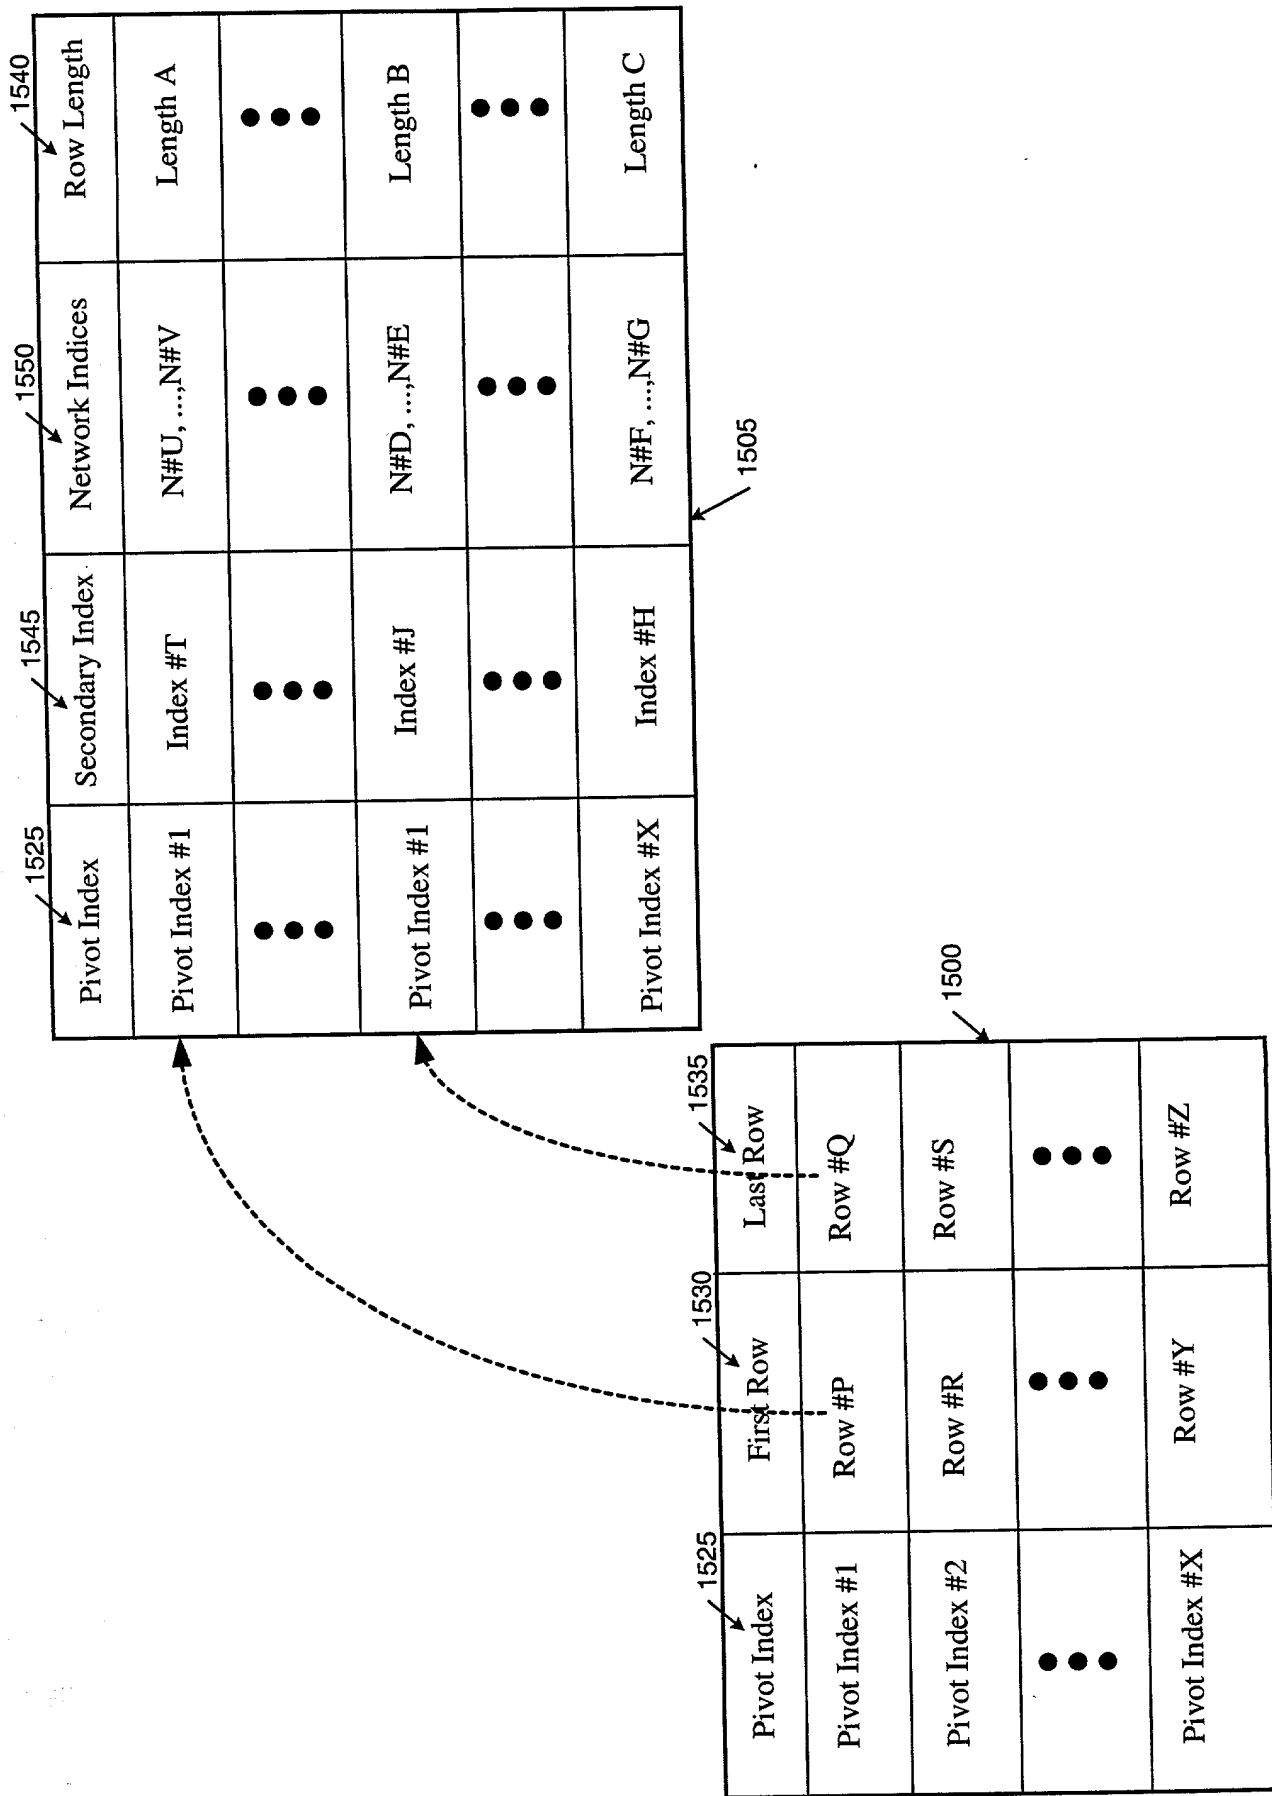 1525
1545
1550
1540
Pivot Index Secondary Index Network Indices Row Length
Pivot Index #1 Index #T N#U, ...,N#V Length A
Pivot Index #1 Index #J N#D, ...,N#E Length B
Pivot Index #X Index #H N#F, ...,N#G Length C
1505
1525
1530
1535
1500
Pivot Index First Row Last Row
Pivot Index #1 Row #P Row #Q
Pivot Index #2 Row #R Row #S
Pivot Index #X Row #Y Row #Z